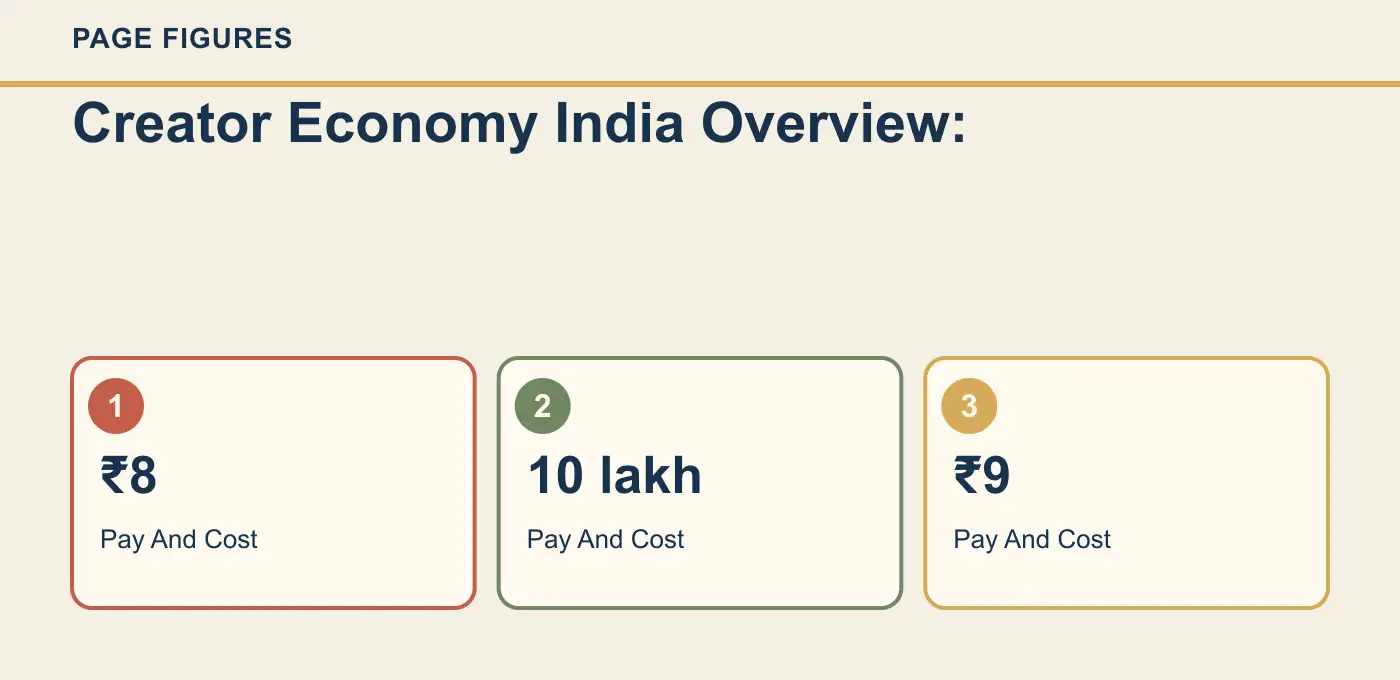 PAGE FIGURES
Creator Economy India Overview:
1
₹8
Pay And Cost
2
10 lakh
Pay And Cost
3
₹9
Pay And Cost